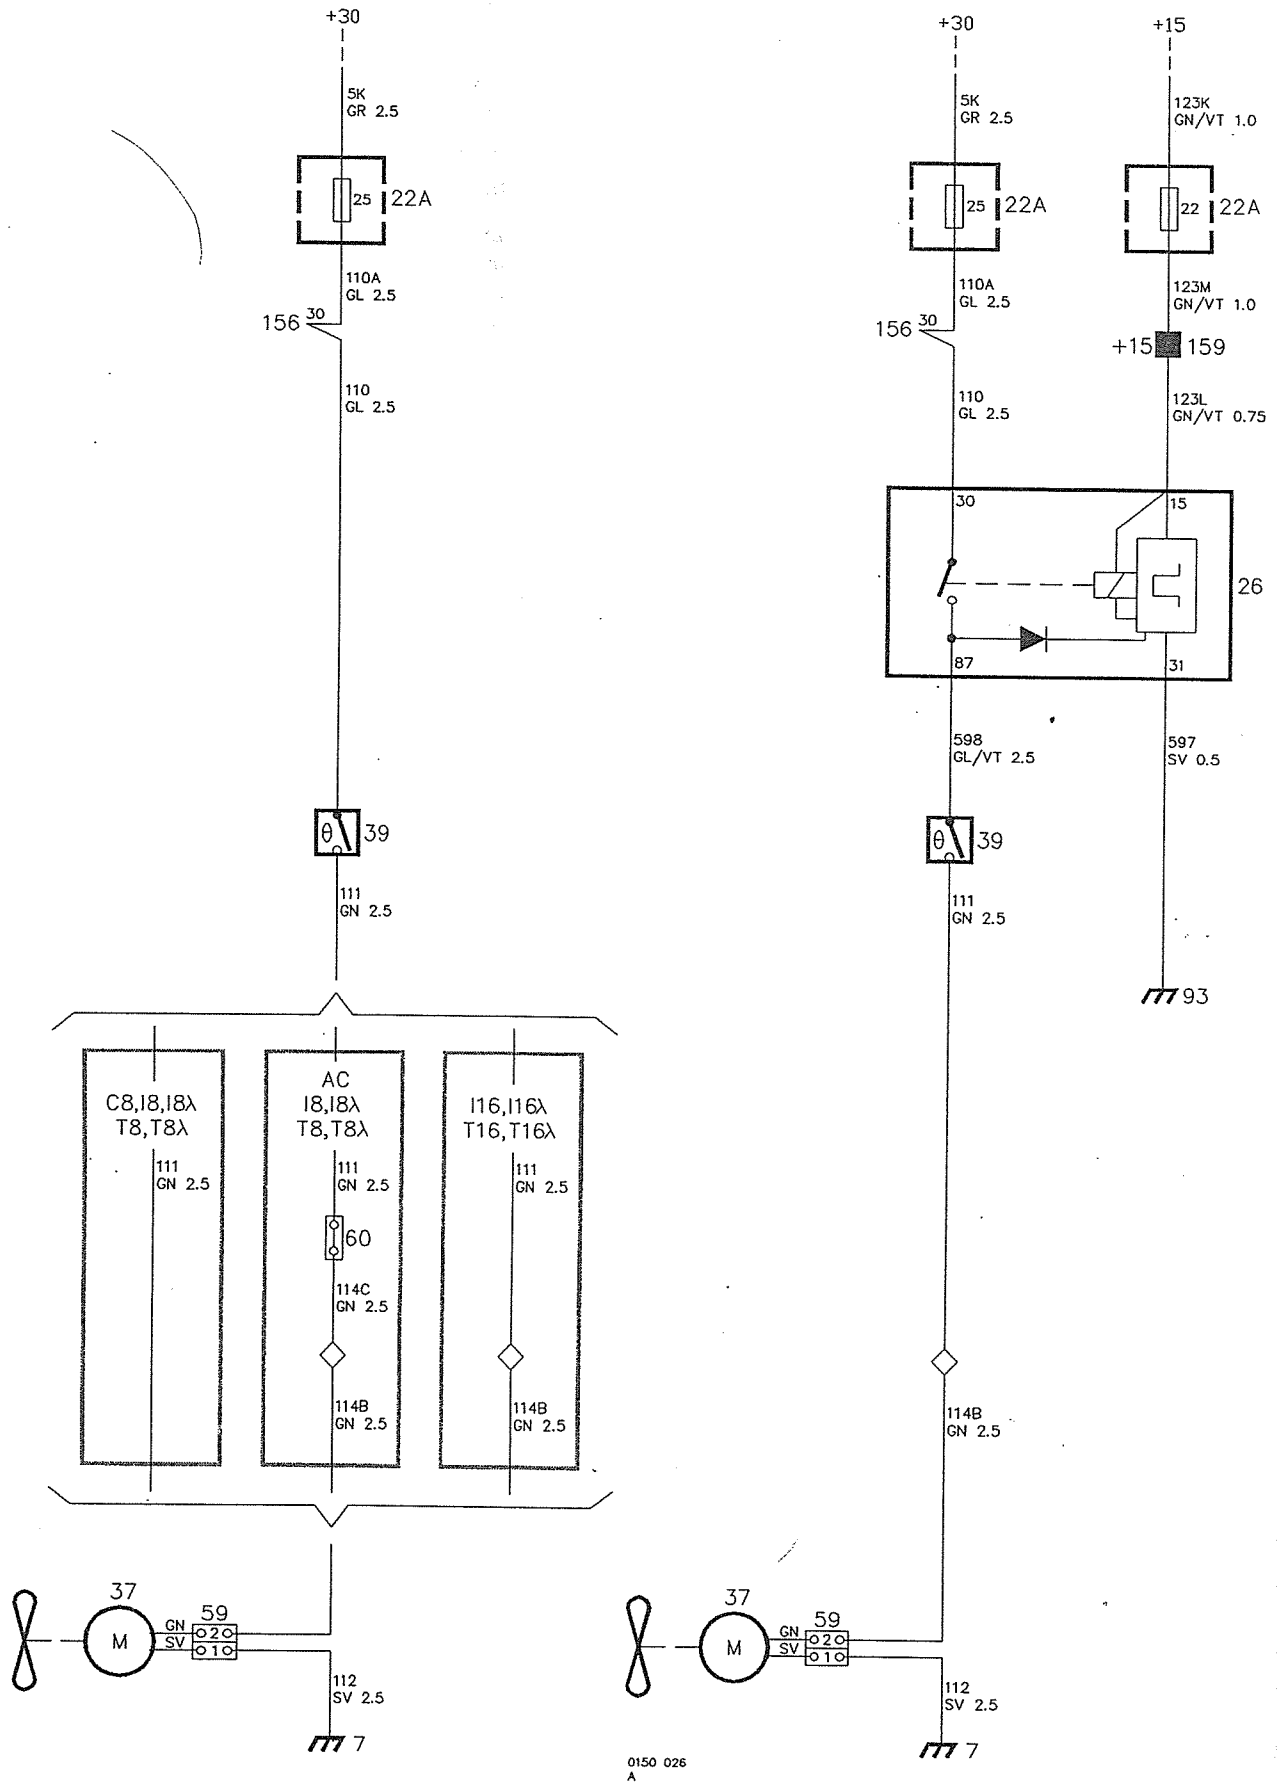 +30
5K
GR 2.5
25
22A
110A
GL 2.5
156
30
110
GL 2.5
θ
39
111
GN 2.5
C8,I8,I8λ
T8,T8λ
111
GN 2.5
AC
I8,I8λ
T8,T8λ
111
GN 2.5
60
114C
GN 2.5
114B
GN 2.5
I16,I16λ
T16,T16λ
111
GN 2.5
114B
GN 2.5
37
M
GN
SV
59
2
1
112
SV 2.5
7
+30
5K
GR 2.5
25
22A
110A
GL 2.5
156
30
110
GL 2.5
+15
123K
GN/VT 1.0
22
22A
123M
GN/VT 1.0
+15
159
123L
GN/VT 0.75
30
15
26
87
31
598
GL/VT 2.5
597
SV 0.5
θ
39
111
GN 2.5
93
114B
GN 2.5
37
M
GN
SV
59
2
1
112
SV 2.5
7
0150 026
A